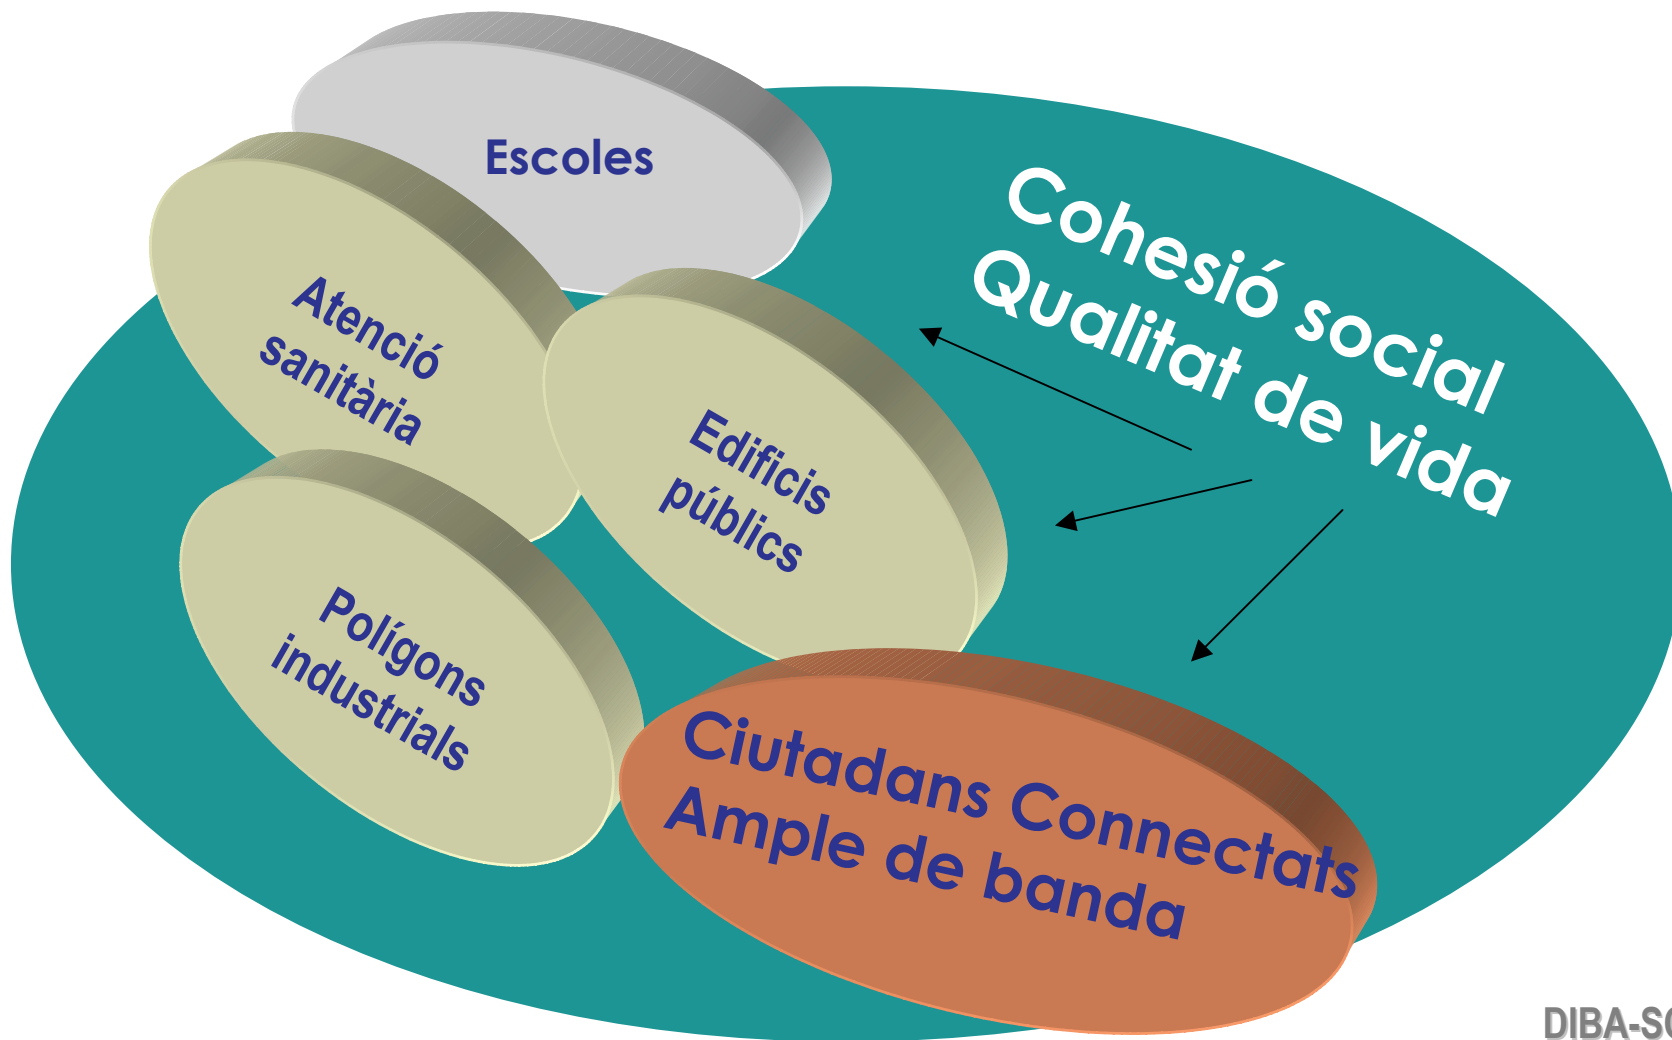 Escoles
Cohesió social
Qualitat de vida
Atenció
sanitària
Edificis
públics
Polígons
industrials
Ciutadans Connectats
Ample de banda